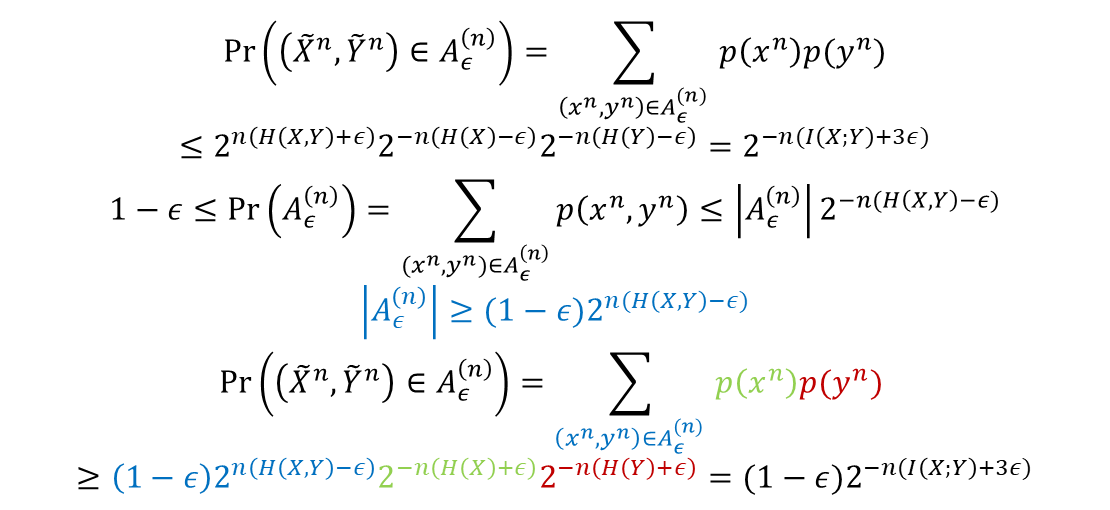 Pr((X̃ⁿ, Ỹⁿ) ∈ A_ϵ^(n)) = ∑_{(xⁿ,yⁿ)∈A_ϵ^(n)} p(xⁿ)p(yⁿ)
≤ 2^{n(H(X,Y)+ϵ)} 2^{−n(H(X)−ϵ)} 2^{−n(H(Y)−ϵ)} = 2^{−n(I(X;Y)+3ϵ)}
1 − ϵ ≤ Pr(A_ϵ^(n)) = ∑_{(xⁿ,yⁿ)∈A_ϵ^(n)} p(xⁿ, yⁿ) ≤ |A_ϵ^(n)| 2^{−n(H(X,Y)−ϵ)}
|A_ϵ^(n)| ≥ (1 − ϵ)2^{n(H(X,Y)−ϵ)}
Pr((X̃ⁿ, Ỹⁿ) ∈ A_ϵ^(n)) = ∑_{(xⁿ,yⁿ)∈A_ϵ^(n)} p(xⁿ)p(yⁿ)
≥ (1 − ϵ)2^{n(H(X,Y)−ϵ)} 2^{−n(H(X)+ϵ)} 2^{−n(H(Y)+ϵ)} = (1 − ϵ)2^{−n(I(X;Y)+3ϵ)}